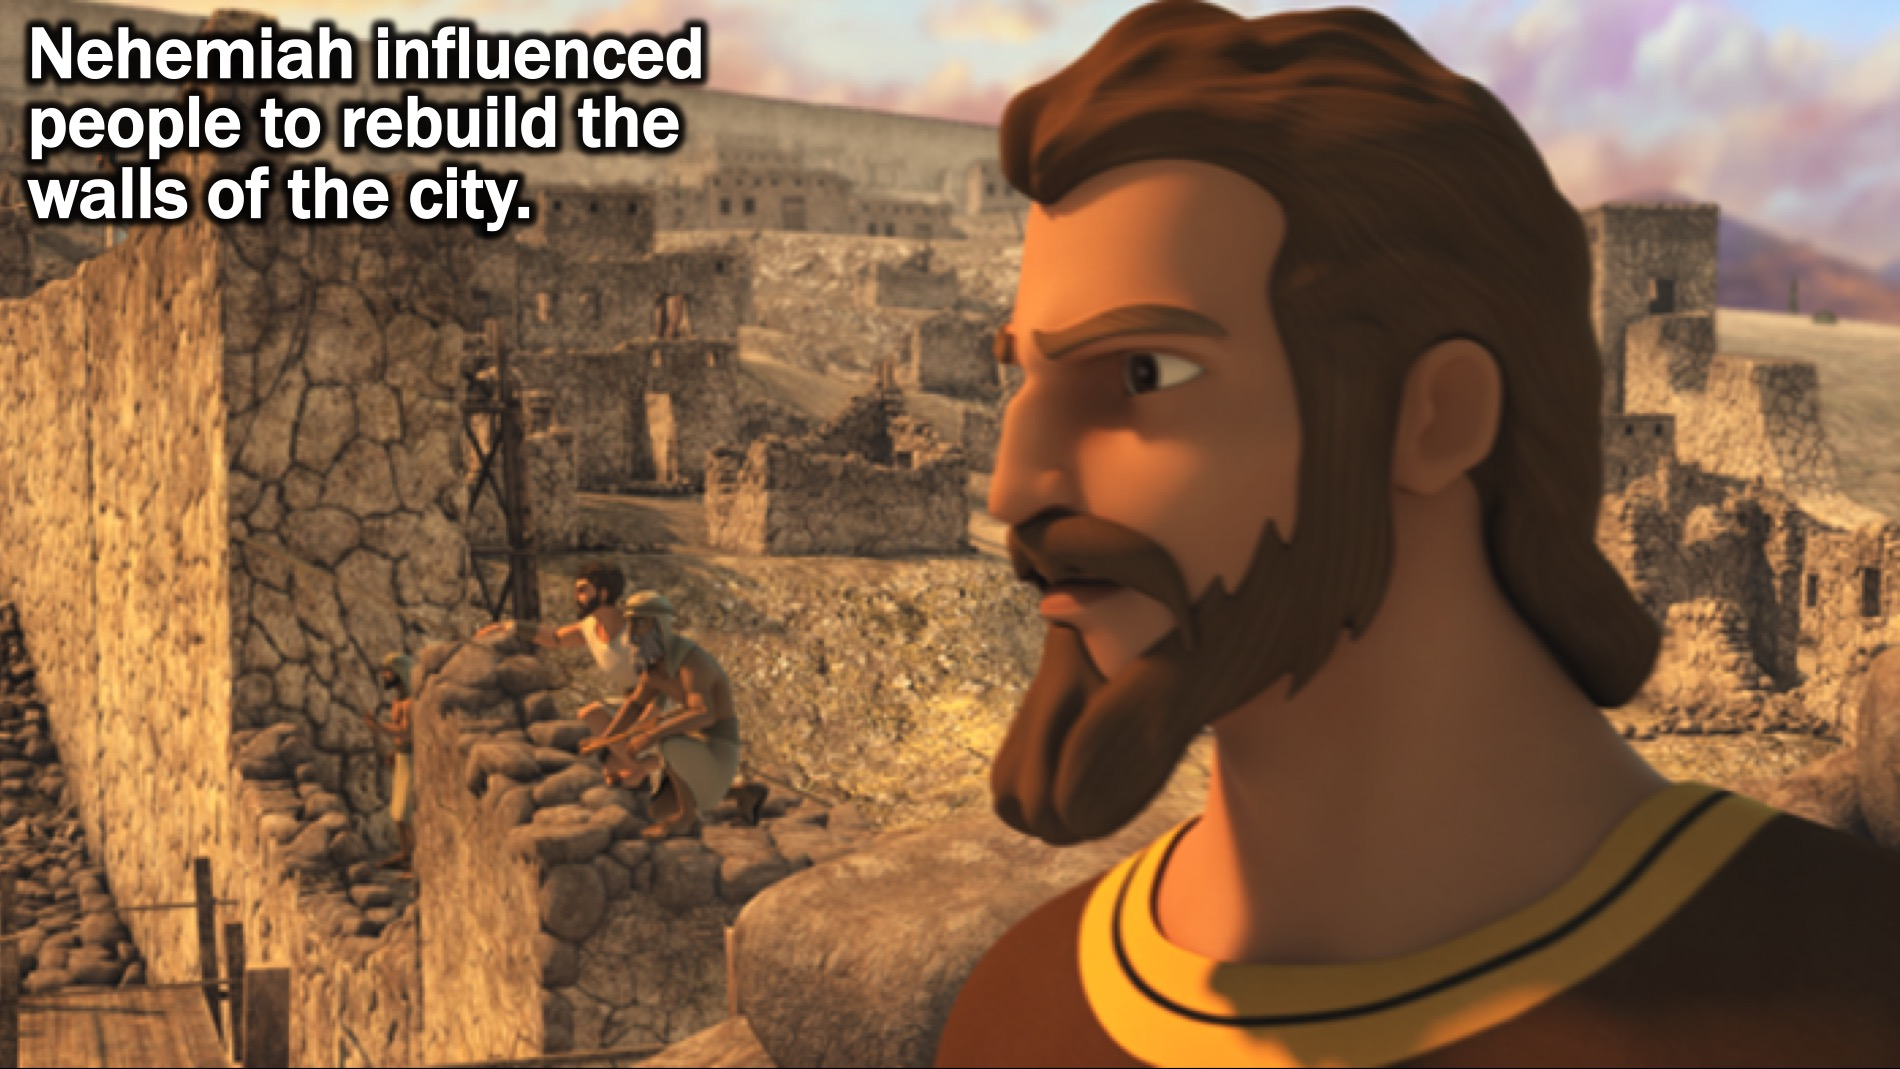 Nehemiah influenced
people to rebuild the
walls of the city.